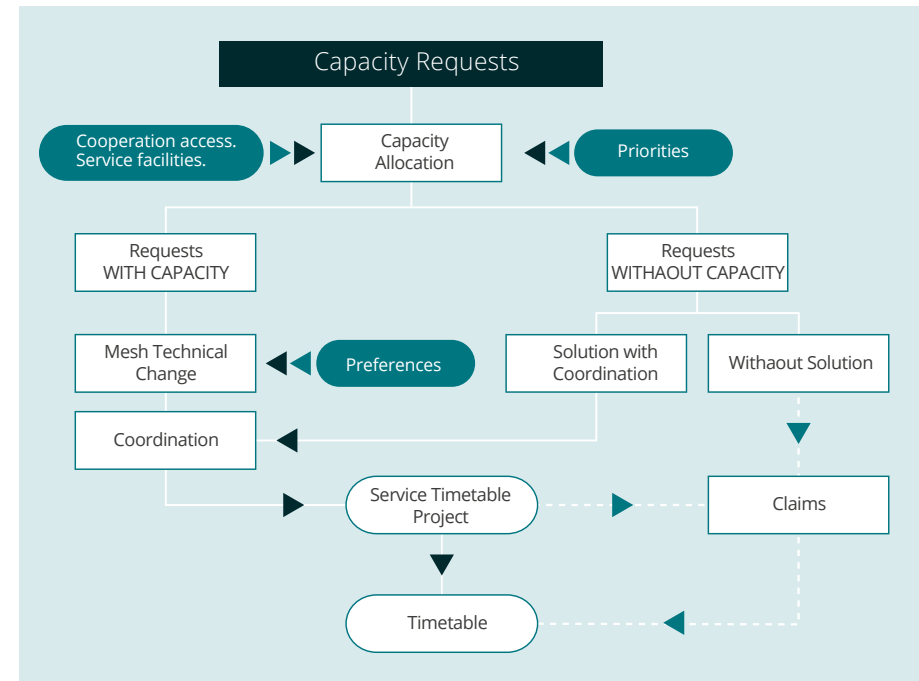 Capacity Requests
Cooperation access.
Service facilities.
Capacity
Allocation
Priorities
Requests
WITH CAPACITY
Requests
WITHAOUT CAPACITY
Mesh Technical
Change
Preferences
Solution with
Coordination
Withaout Solution
Coordination
Service Timetable
Project
Claims
Timetable